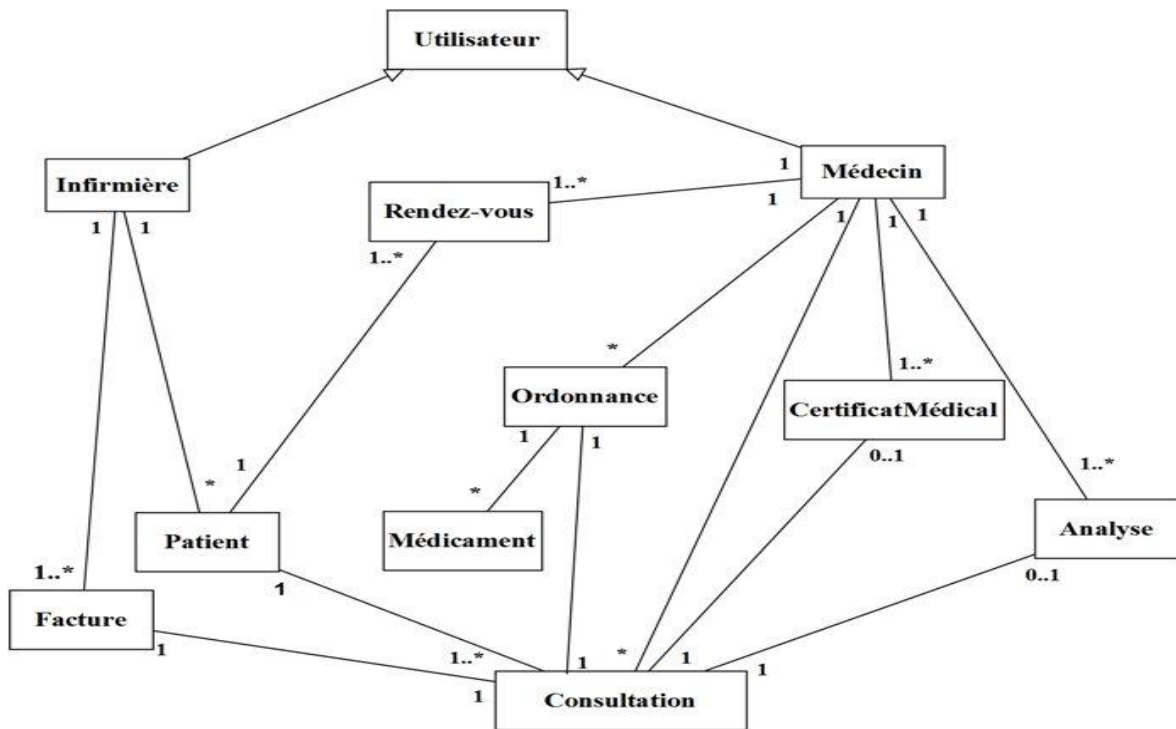 Utilisateur
Infirmière
Médecin
1
1..*
1
Rendez-vous
1
1
1..*
1
1
1
*
1..*
Ordonnance
CertificatMédical
1
1
0..1
1
*
*
1..*
Patient
Médicament
Analyse
1..*
1
0..1
Facture
1
1..*
1
*
1
1
1
Consultation